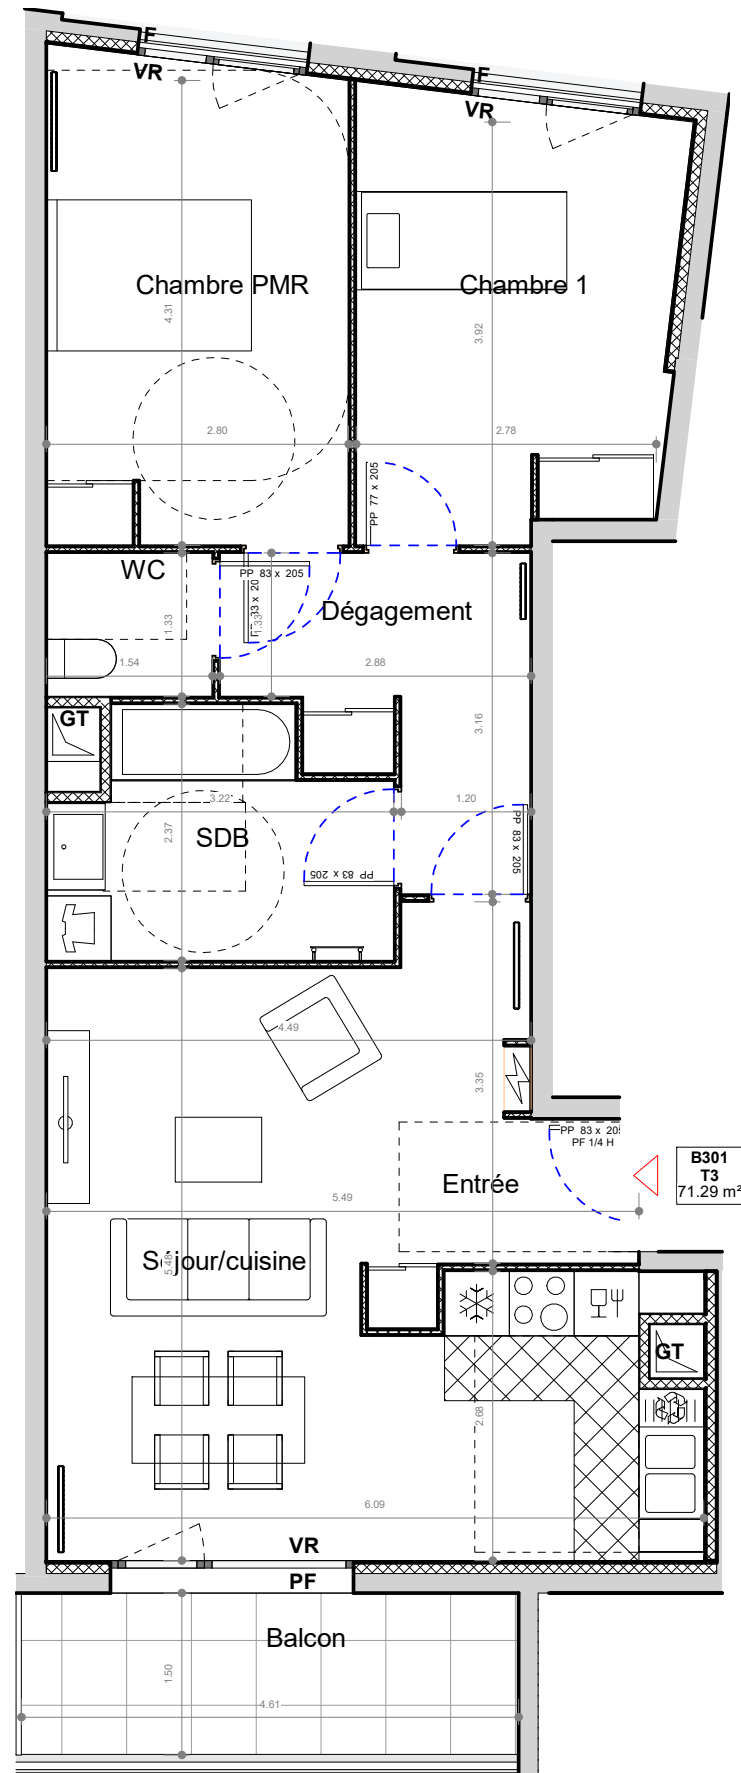 F
VR
F
VR
Chambre PMR
Chambre 1
4.31
3.92
2.80
2.78
PP 77 x 205
WC
PP 83 x 205
1.33
1.33
Dégagement
1.54
2.88
GT
3.16
3.22
1.20
2.37
SDB
PP 83 x 205
PP 83 x 205
4.49
3.35
PP 83 x 205
PF 1/4 H
B301
T3
71.29 m²
Entrée
5.49
Séjour/cuisine
5.48
GT
2.68
6.09
VR
PF
Balcon
1.50
4.61